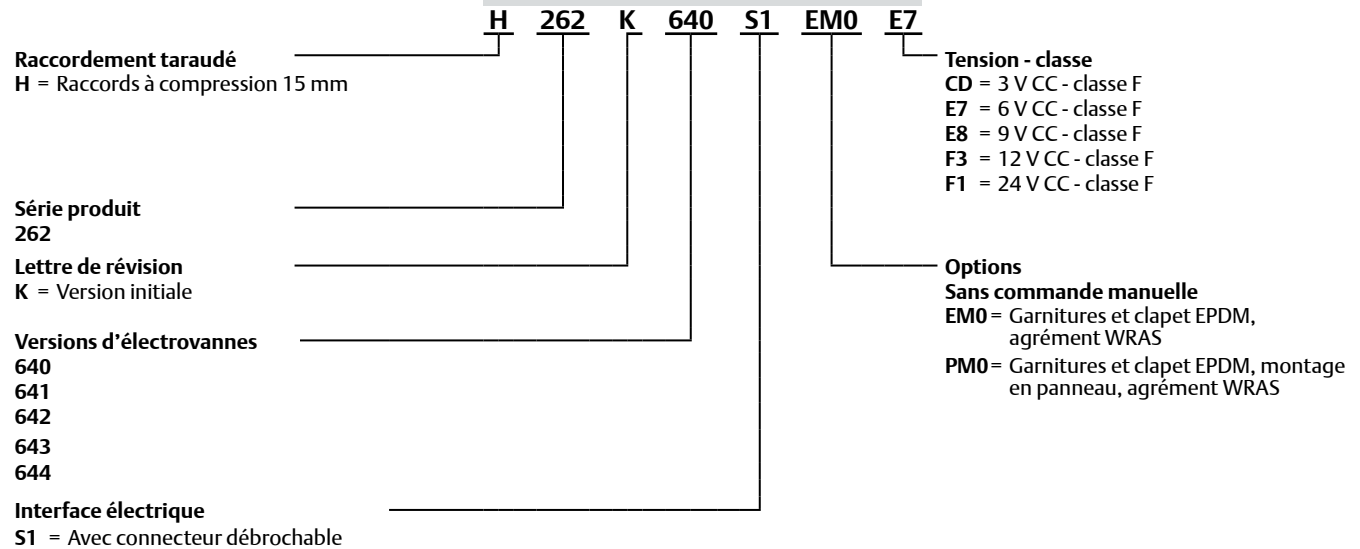 H 262 K 640 S1 EM0 E7
Raccordement taraudé
H = Raccords à compression 15 mm
Série produit
262
Lettre de révision
K = Version initiale
Versions d’électrovannes
640
641
642
643
644
Interface électrique
S1 = Avec connecteur débrochable
Tension - classe
CD = 3 V CC - classe F
E7 = 6 V CC - classe F
E8 = 9 V CC - classe F
F3 = 12 V CC - classe F
F1 = 24 V CC - classe F
Options
Sans commande manuelle
EM0 = Garnitures et clapet EPDM,
agrément WRAS
PM0 = Garnitures et clapet EPDM, montage
en panneau, agrément WRAS